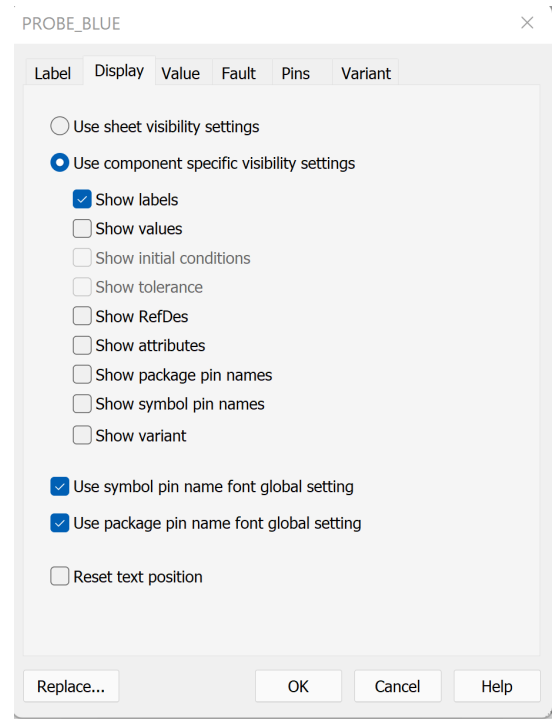 PROBE_BLUE
Label Display Value Fault Pins Variant
Use sheet visibility settings
Use component specific visibility settings
Show labels
Show values
Show initial conditions
Show tolerance
Show RefDes
Show attributes
Show package pin names
Show symbol pin names
Show variant
Use symbol pin name font global setting
Use package pin name font global setting
Reset text position
Replace... OK Cancel Help